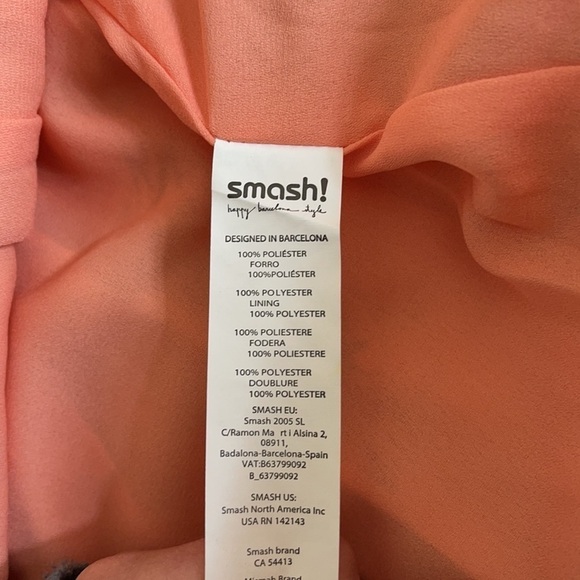 smash!
happy barcelona style
DESIGNED IN BARCELONA
100% POLIÉSTER
FORRO
100%POLIÉSTER
100% POLYESTER
LINING
100% POLYESTER
100% POLIESTERE
FODERA
100% POLIESTERE
100% POLYESTER
DOUBLURE
100% POLYESTER
SMASH EU:
Smash 2005 SL
C/Ramon Ma rt i Alsina 2,
08911,
Badalona-Barcelona-Spain
VAT:B63799092
B_63799092
SMASH US:
Smash North America Inc
USA RN 142143
Smash brand
CA 54413